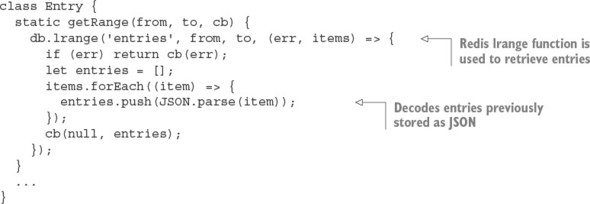 class Entry {
  static getRange(from, to, cb) {
    db.lrange('entries', from, to, (err, items) => {
      if (err) return cb(err);
      let entries = [];
      items.forEach((item) => {
        entries.push(JSON.parse(item));
      });
      cb(null, entries);
    });
  }
  ...
}
Redis lrange function is
used to retrieve entries
Decodes entries previously
stored as JSON